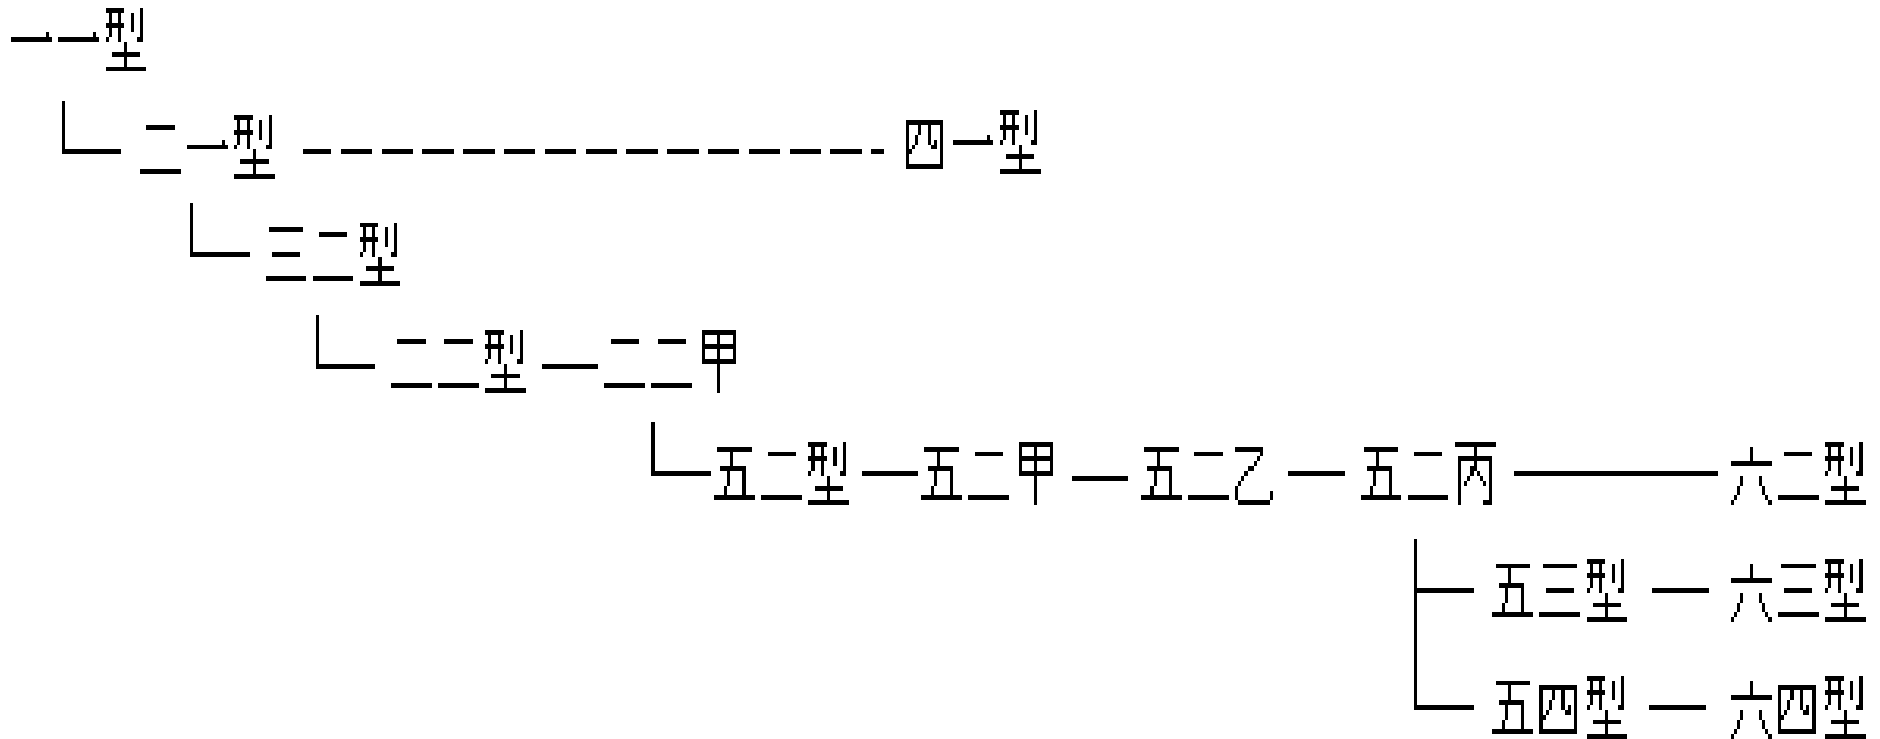 一一型
二一型 四一型
三二型
二二型 二二甲
五二型 五二甲 五二乙 五二丙 六二型
五三型 六三型
五四型 六四型